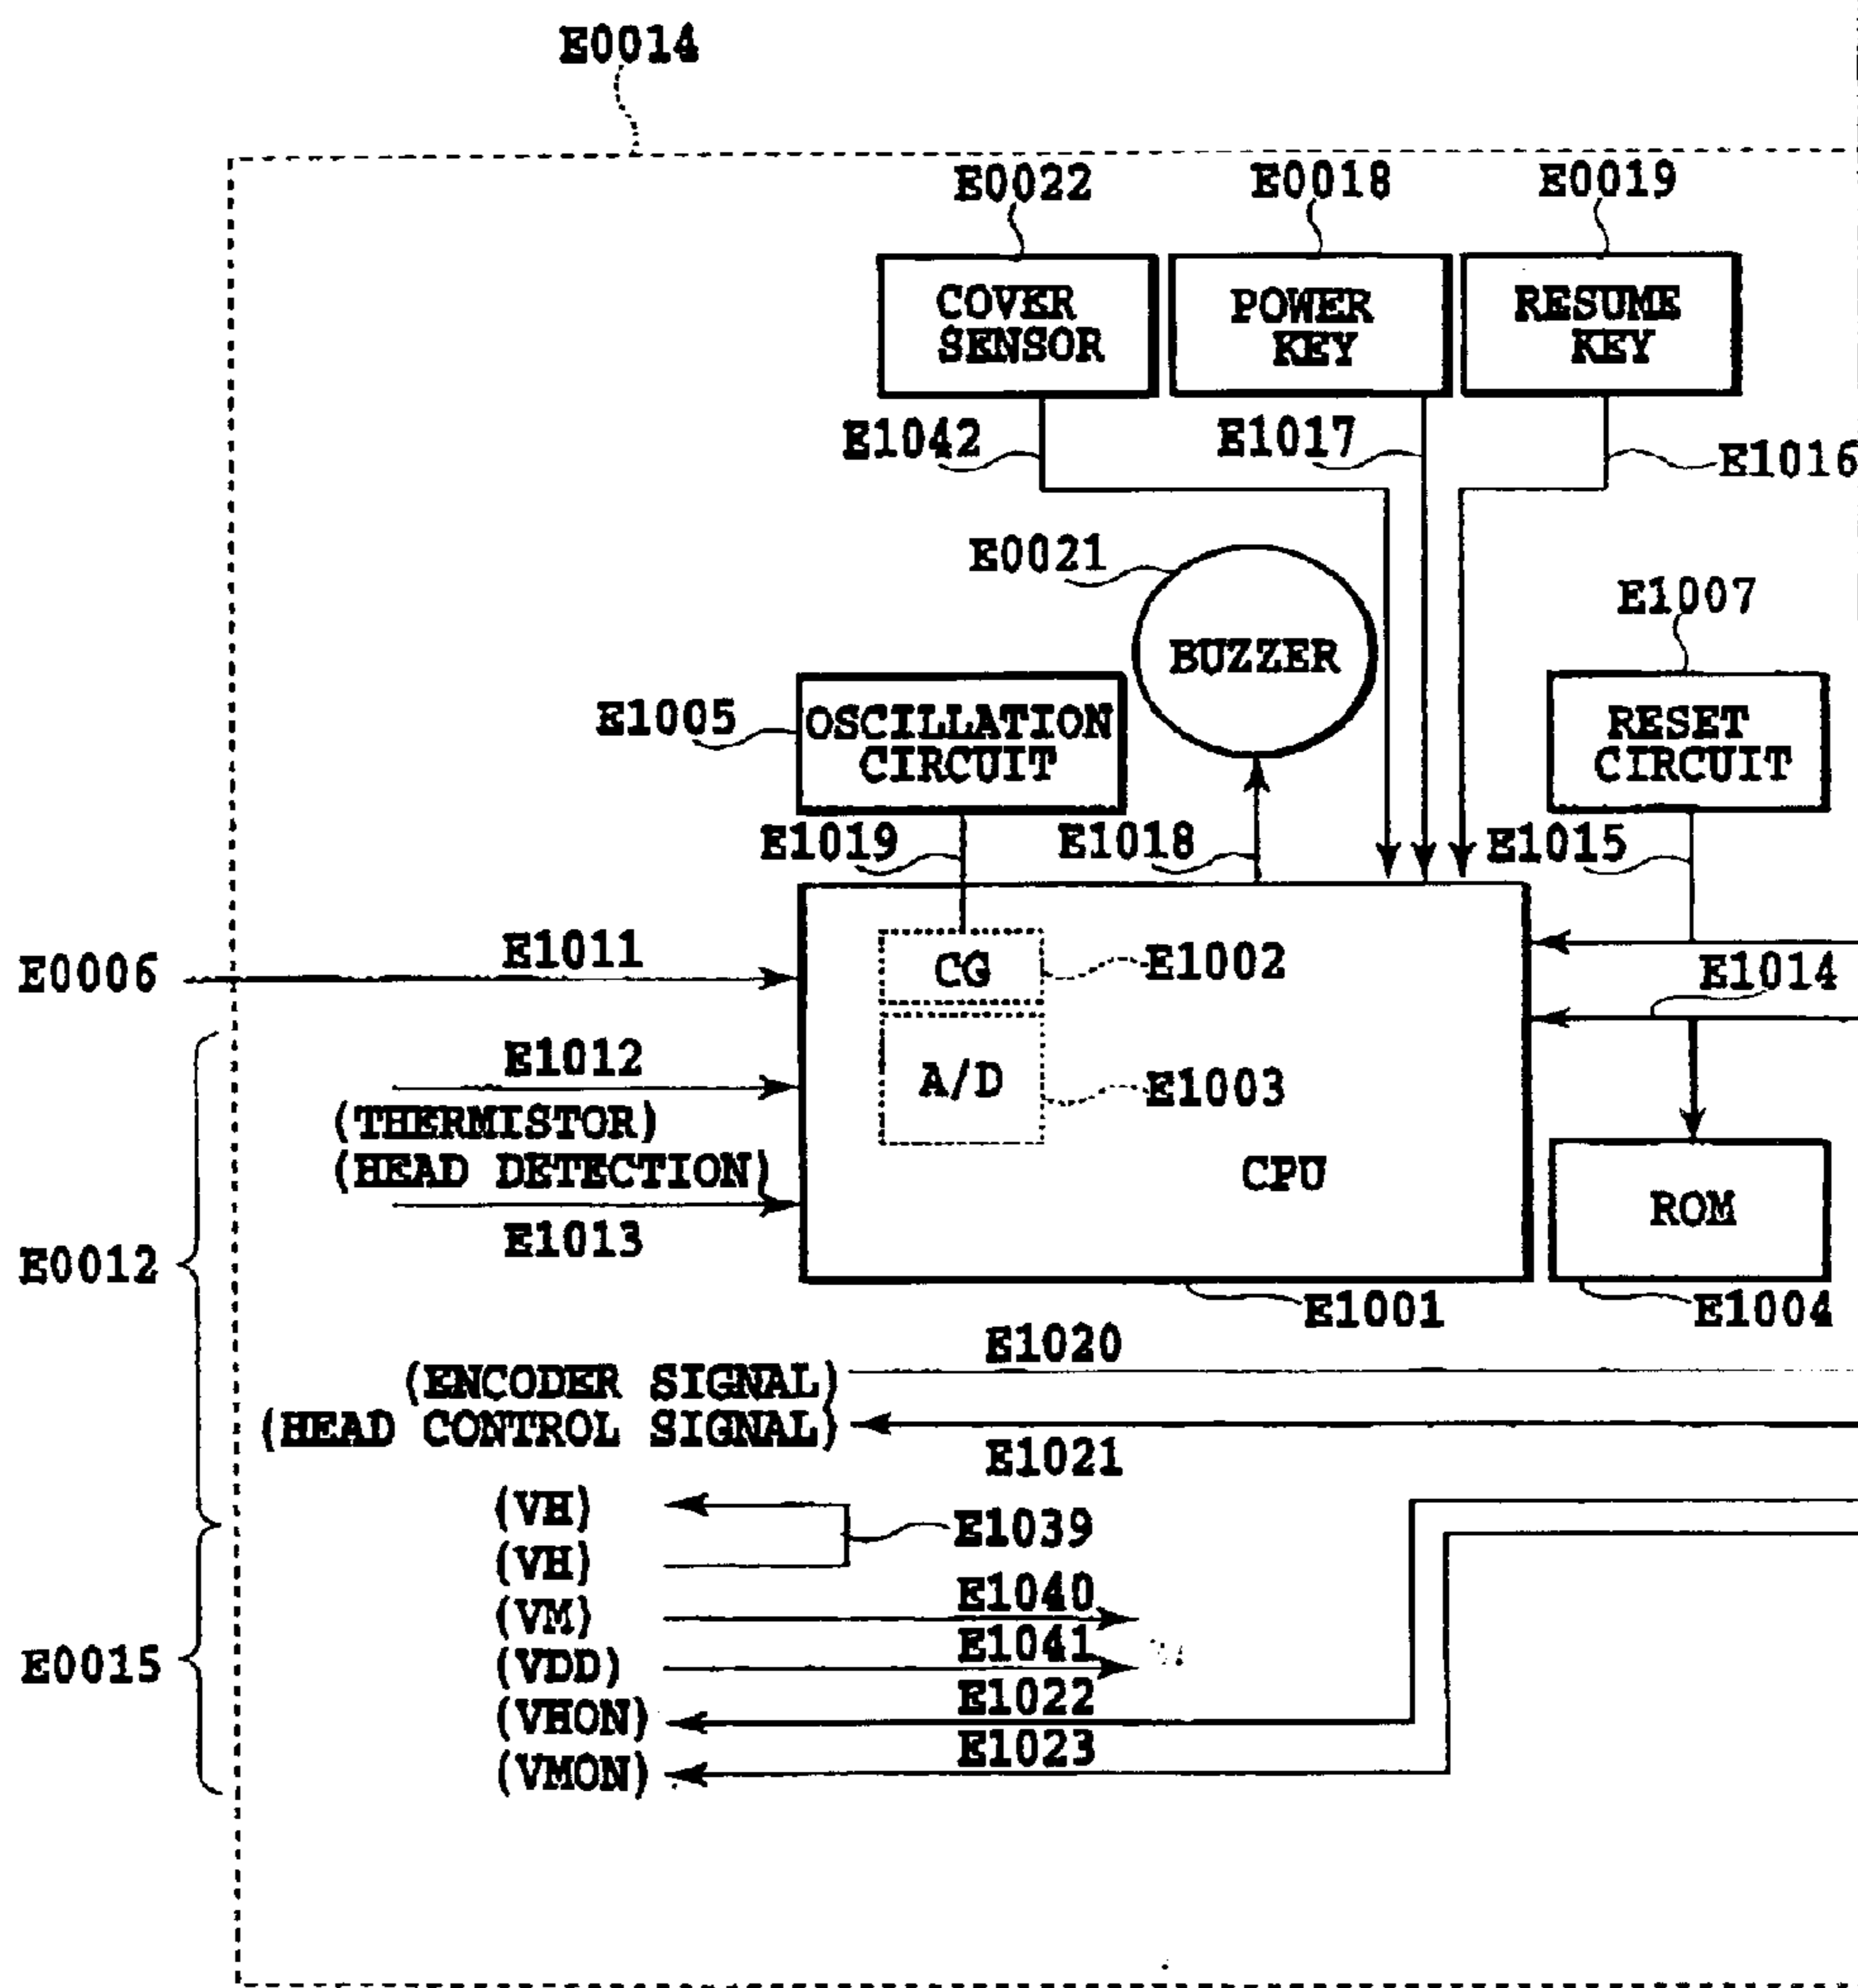 E0014
E0022
E0018
E0019
COVER
SENSOR
POWER
KEY
RESUME
KEY
E1042
E1017
E1016
E0021
BUZZER
E1007
E1005
OSCILLATION
CIRCUIT
RESET
CIRCUIT
E1019
E1018
E1015
E0006
E1011
CG
E1002
E1014
E1012
(THERMISTOR)
A/D
E1003
(HEAD DETECTION)
E1013
CPU
ROM
E0012
E1001
E1004
E1020
(ENCODER SIGNAL)
(HEAD CONTROL SIGNAL)
E1021
(VH)
E1039
(VH)
E1040
(VM)
E1041
E0015
(VDD)
E1022
(VHON)
E1023
(VMON)